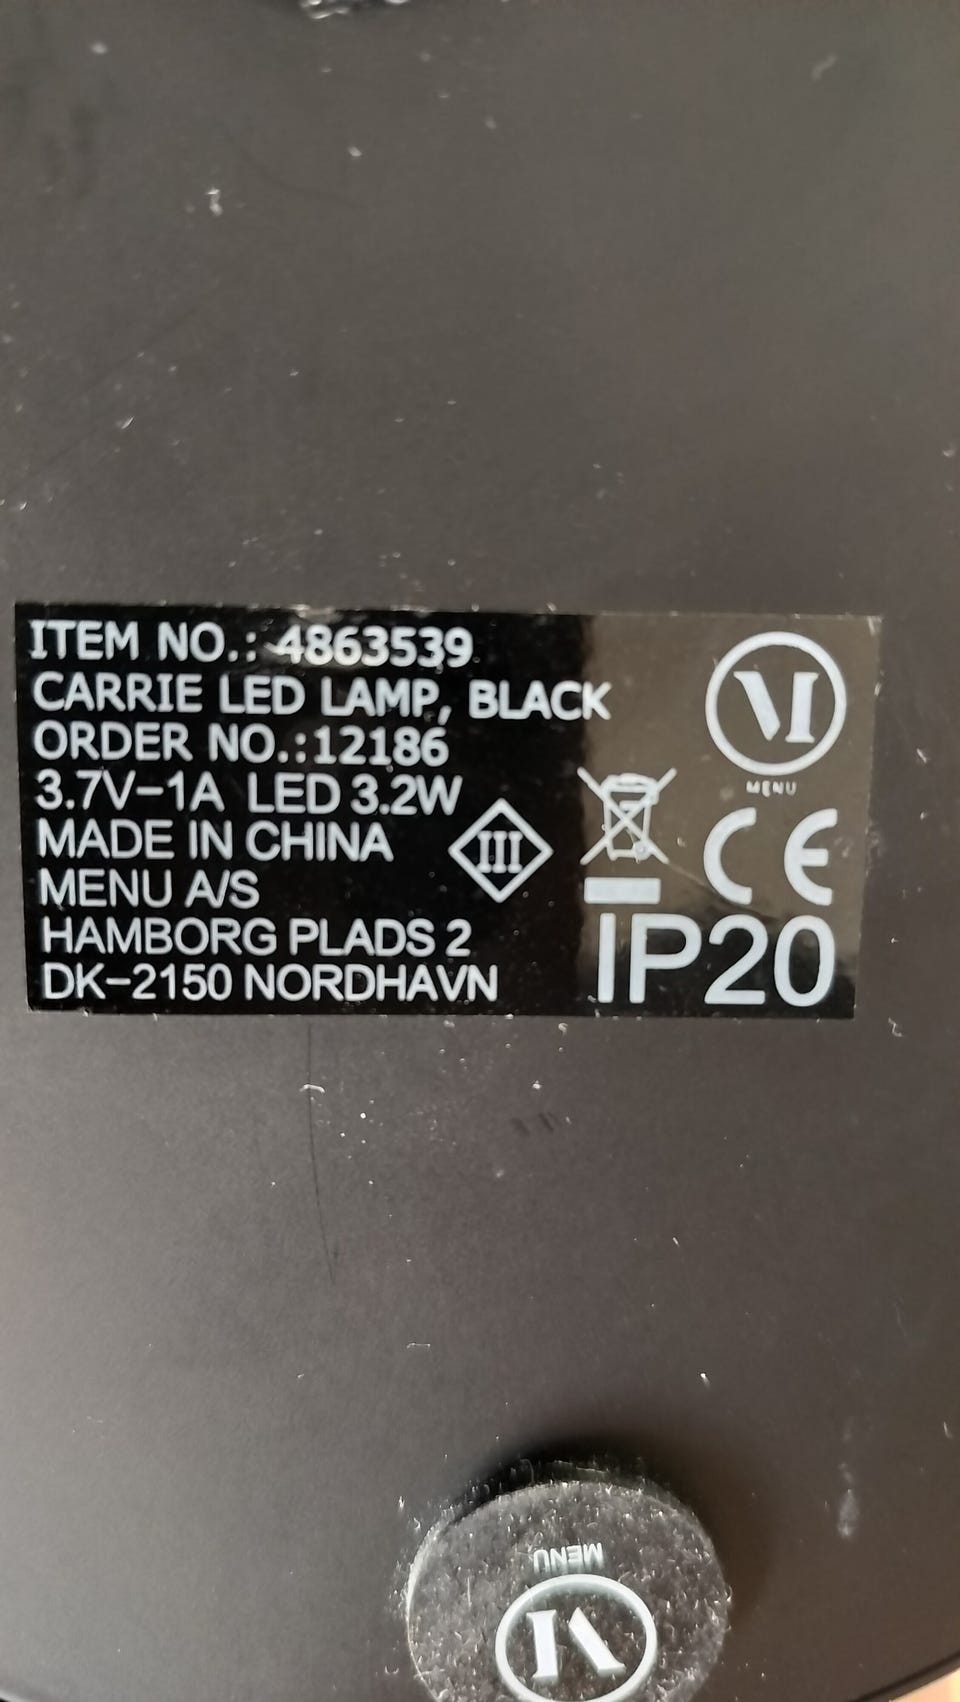 ITEM NO.: 4863539
CARRIE LED LAMP, BLACK
ORDER NO.:12186
3.7V-1A LED 3.2W
MADE IN CHINA
MENU A/S
HAMBORG PLADS 2
DK-2150 NORDHAVN
III
M
MENU
CE
IP20
MENU
M